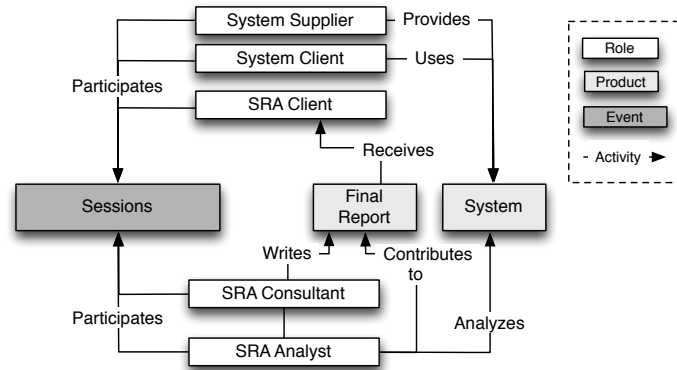 System Supplier
Provides
Role
System Client
Uses
Product
Participates
SRA Client
Event
Receives
- Activity
Sessions
Final
Report
System
Writes
Contributes
to
SRA Consultant
Participates
Analyzes
SRA Analyst